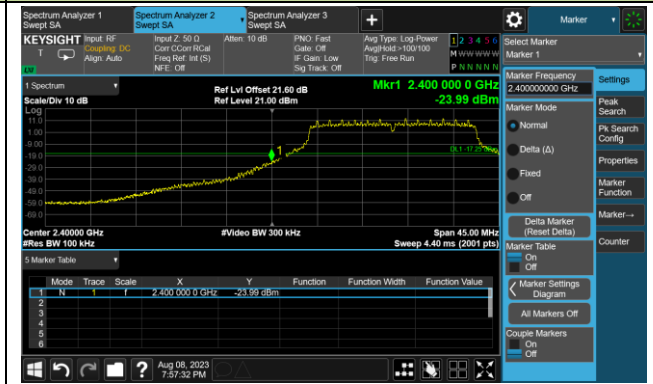 Spectrum Analyzer 1
Swept SA
Spectrum Analyzer 2
Swept SA
Spectrum Analyzer 3
Swept SA
+
Marker
KEYSIGHT
T
Input: RF
Coupling: DC
Align: Auto
Input Z: 50 Ω
Corr CCorr RCal
Freq Ref: Int (S)
NFE: Off
Atten: 10 dB
PNO: Fast
Gate: Off
IF Gain: Low
Sig Track: Off
Avg Type: Log-Power
Avg|Hold:>100/100
Trig: Free Run
1 2 3 4 5 6
M W W W W W
P N N N N N
Select Marker
Marker 1
1 Spectrum
Scale/Div 10 dB
Log
Ref Lvl Offset 21.60 dB
Ref Level 21.00 dBm
Mkr1 2.400 000 0 GHz
-23.99 dBm
11.0
1.00
-9.00
-19.0
-29.0
-39.0
-49.0
-59.0
-69.0
1
Center 2.40000 GHz
#Res BW 100 kHz
#Video BW 300 kHz
Span 45.00 MHz
Sweep 4.40 ms (2001 pts)
5 Marker Table
Mode Trace Scale X Y Function Function Width Function Value
1 N 1 f 2.400 000 0 GHz -23.99 dBm
2
3
4
5
6
Marker Frequency
2.400000000 GHz
Marker Mode
Normal
Delta (Δ)
Fixed
Off
Delta Marker
(Reset Delta)
Marker Table
On
Off
Marker Settings
Diagram
All Markers Off
Couple Markers
On
Off
Settings
Peak
Search
Pk Search
Config
Properties
Marker
Function
Marker→
Counter
?
Aug 08, 2023
7:57:32 PM